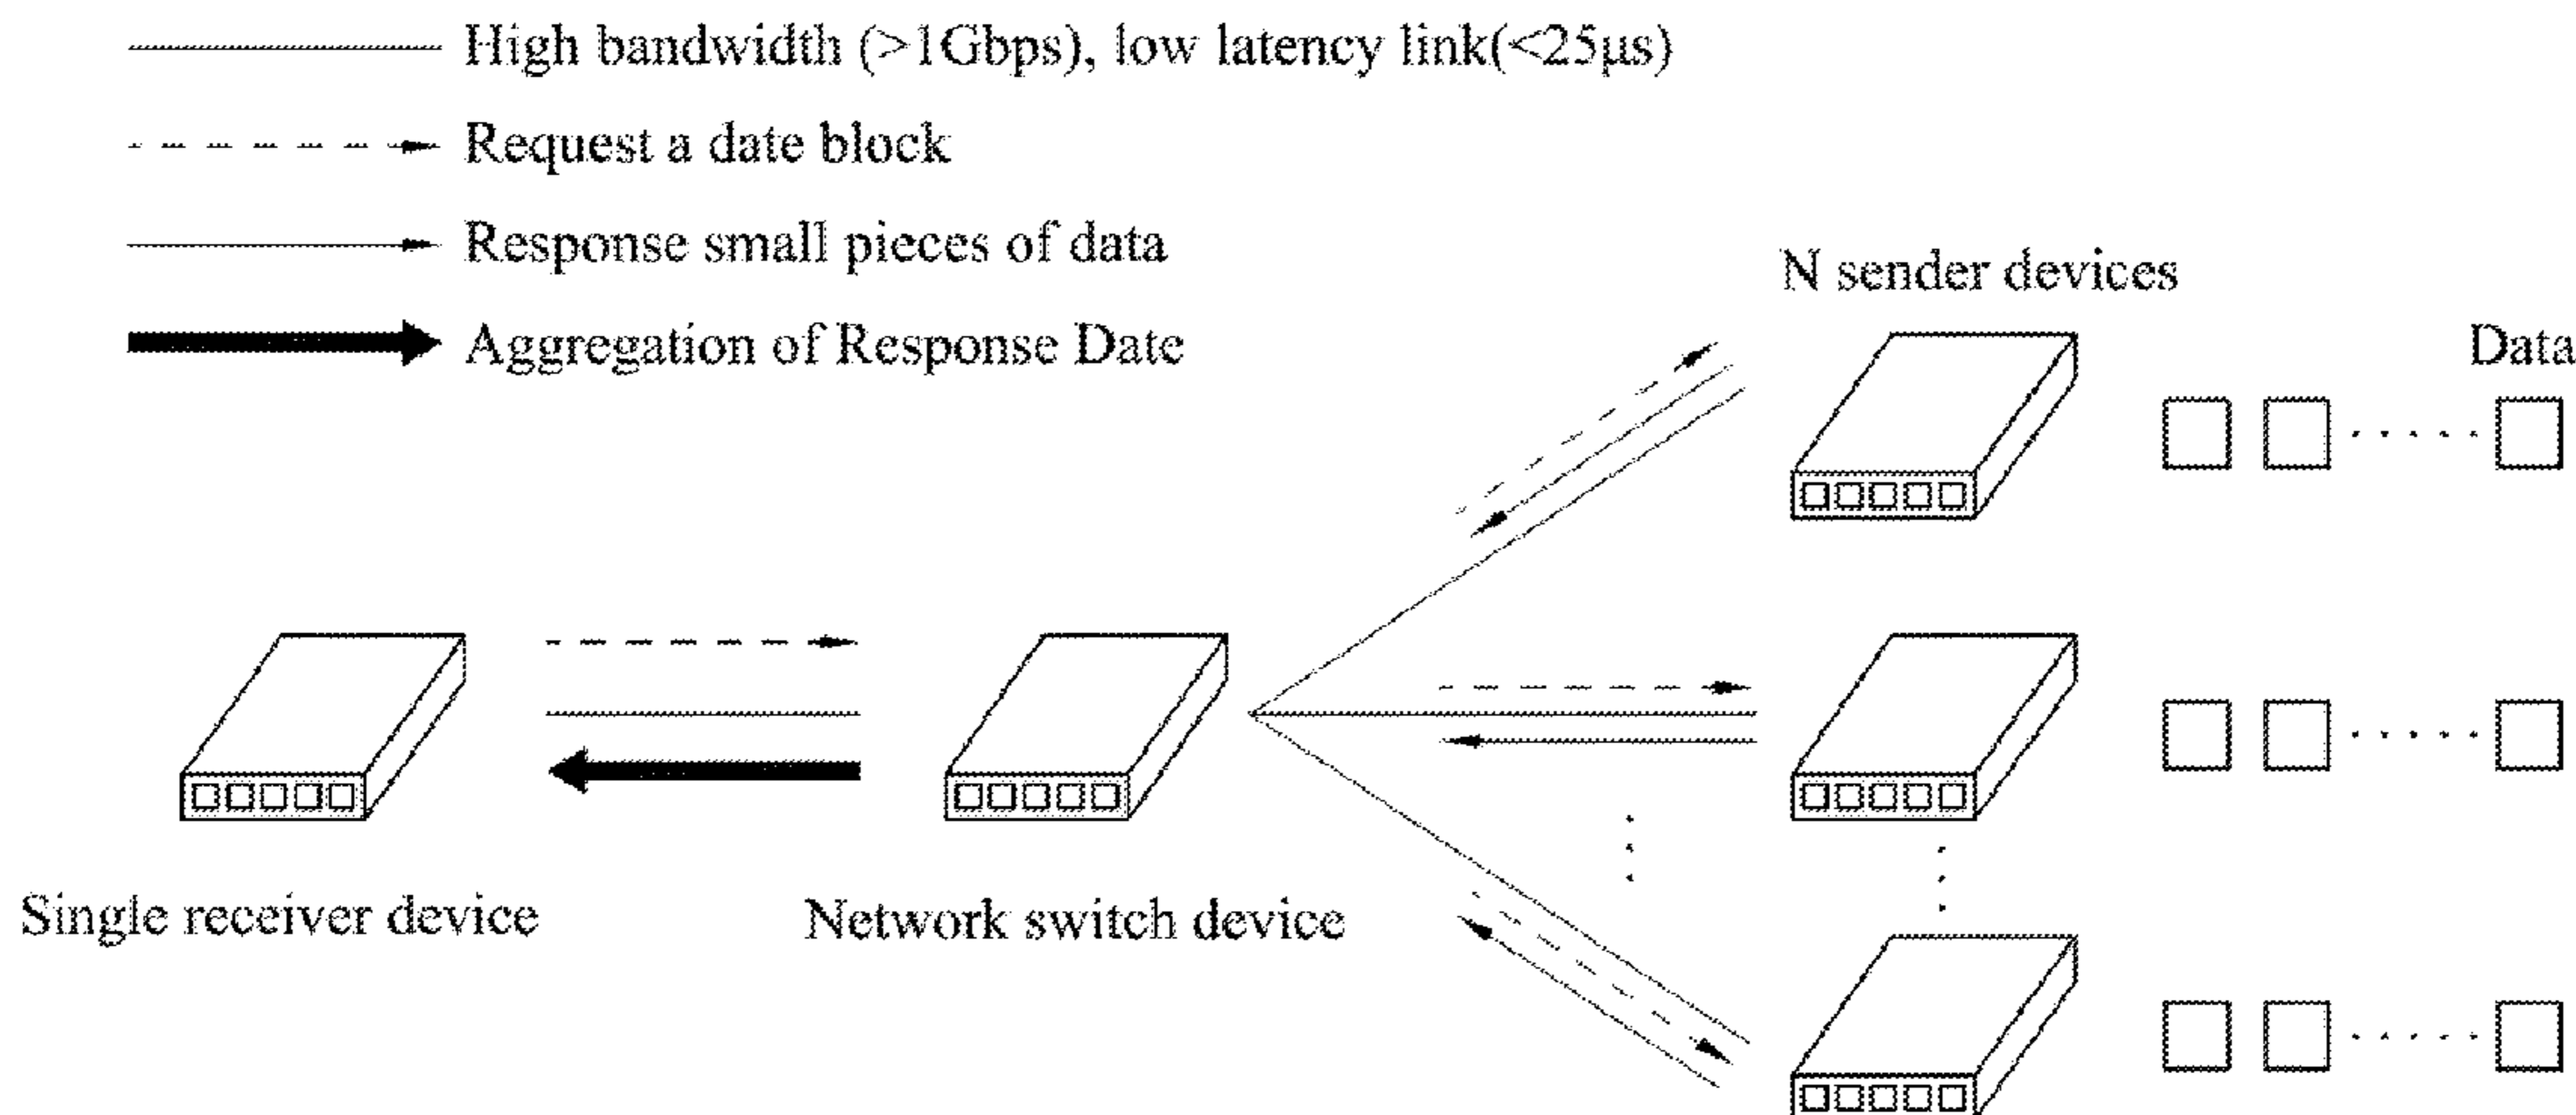 High bandwidth (>1Gbps), low latency link(<25µs)
Request a date block
Response small pieces of data
Aggregation of Response Date
N sender devices
Data
Single receiver device
Network switch device